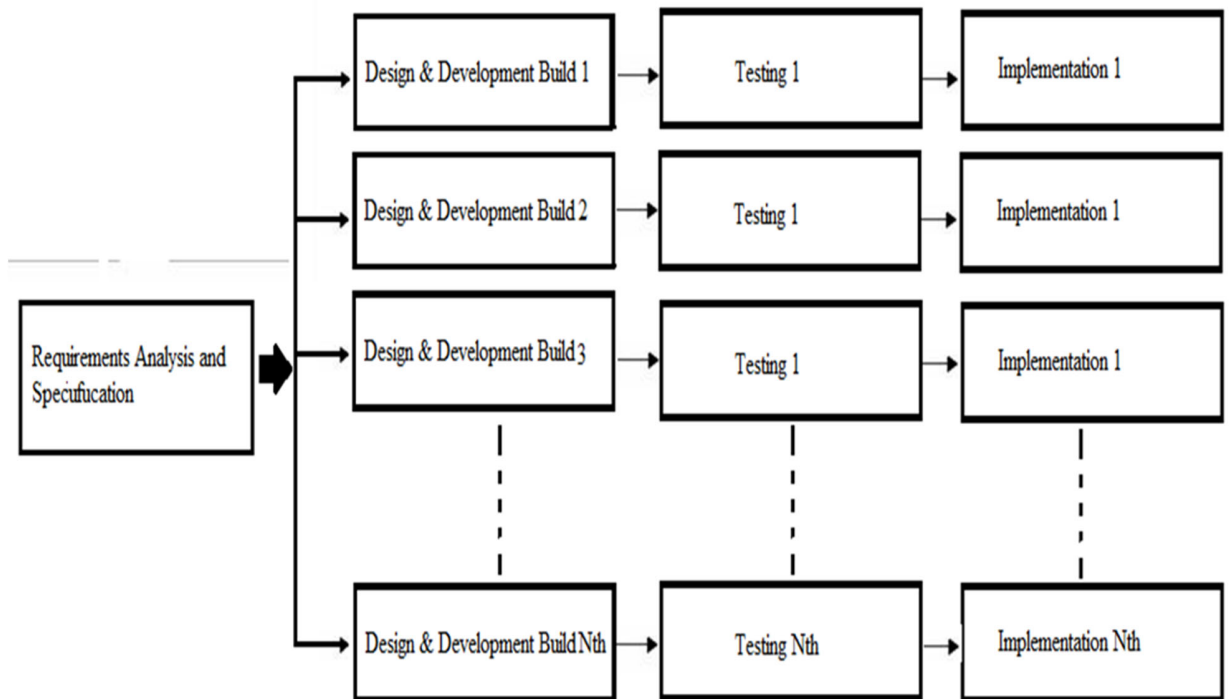 Design & Development Build 1
Testing 1
Implementation 1
Design & Development Build 2
Testing 1
Implementation 1
Requirements Analysis and
Specufucation
Design & Development Build 3
Testing 1
Implementation 1
Design & Development Build Nth
Testing Nth
Implementation Nth